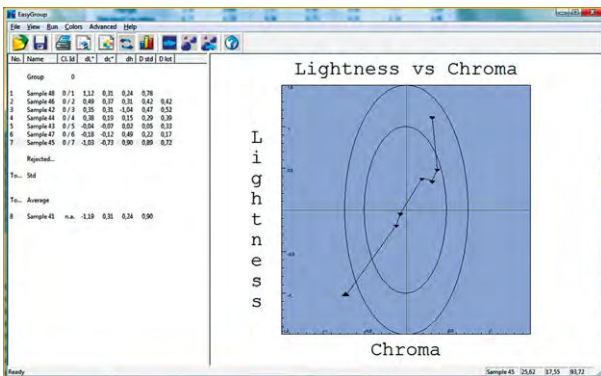 EasyGroup
File View Run Colors Advanced Help
No. Name Cl. Id dL* dc* dh D std D lot
Group 0
1 Sample 48 0 / 1 1,12 0,31 0,24 0,78
2 Sample 46 0 / 2 0,49 0,37 0,31 0,42 0,42
3 Sample 42 0 / 3 0,35 0,31 -1,04 0,47 0,52
4 Sample 44 0 / 4 0,38 0,19 0,15 0,29 0,39
5 Sample 43 0 / 5 -0,04 -0,07 0,02 0,05 0,33
6 Sample 47 0 / 6 -0,18 -0,12 0,49 0,22 0,17
7 Sample 45 0 / 7 -1,03 -0,73 0,90 0,89 0,72
Rejected...
To... Std
To... Average
8 Sample 41 n.a. -1,19 0,31 0,24 0,90
Lightness vs Chroma
Lightness
Chroma
Ready
Sample 45 25,62 17,55 93,72